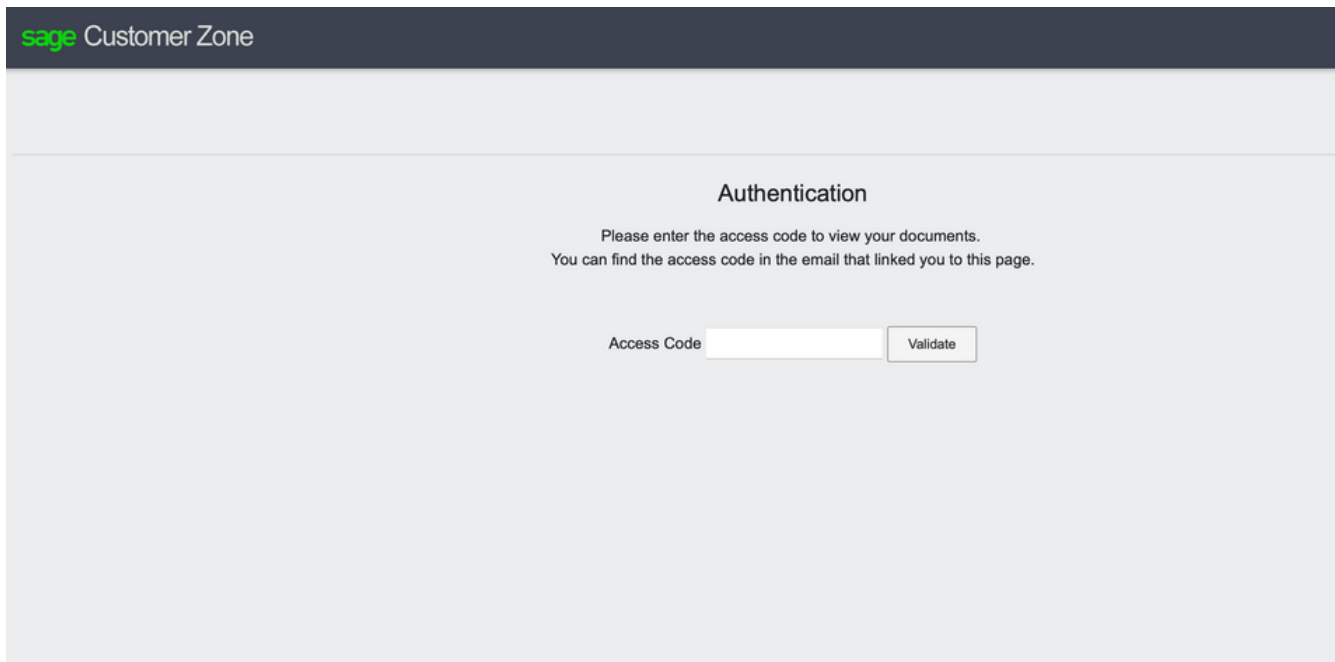 sage Customer Zone
Authentication
Please enter the access code to view your documents.
You can find the access code in the email that linked you to this page.
Access Code Validate